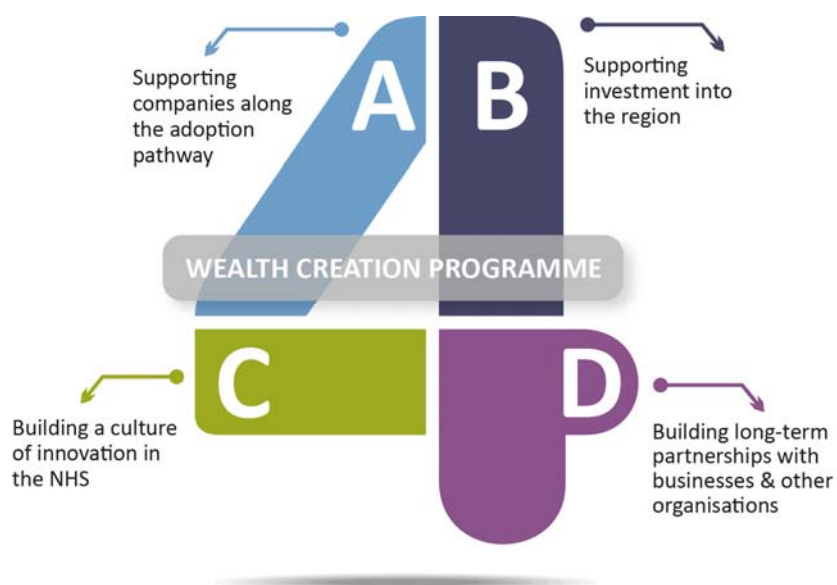 A
Supporting
companies along
the adoption
pathway
B
Supporting
investment into
the region
WEALTH CREATION PROGRAMME
C
Building a culture
of innovation in
the NHS
D
Building long-term
partnerships with
businesses & other
organisations